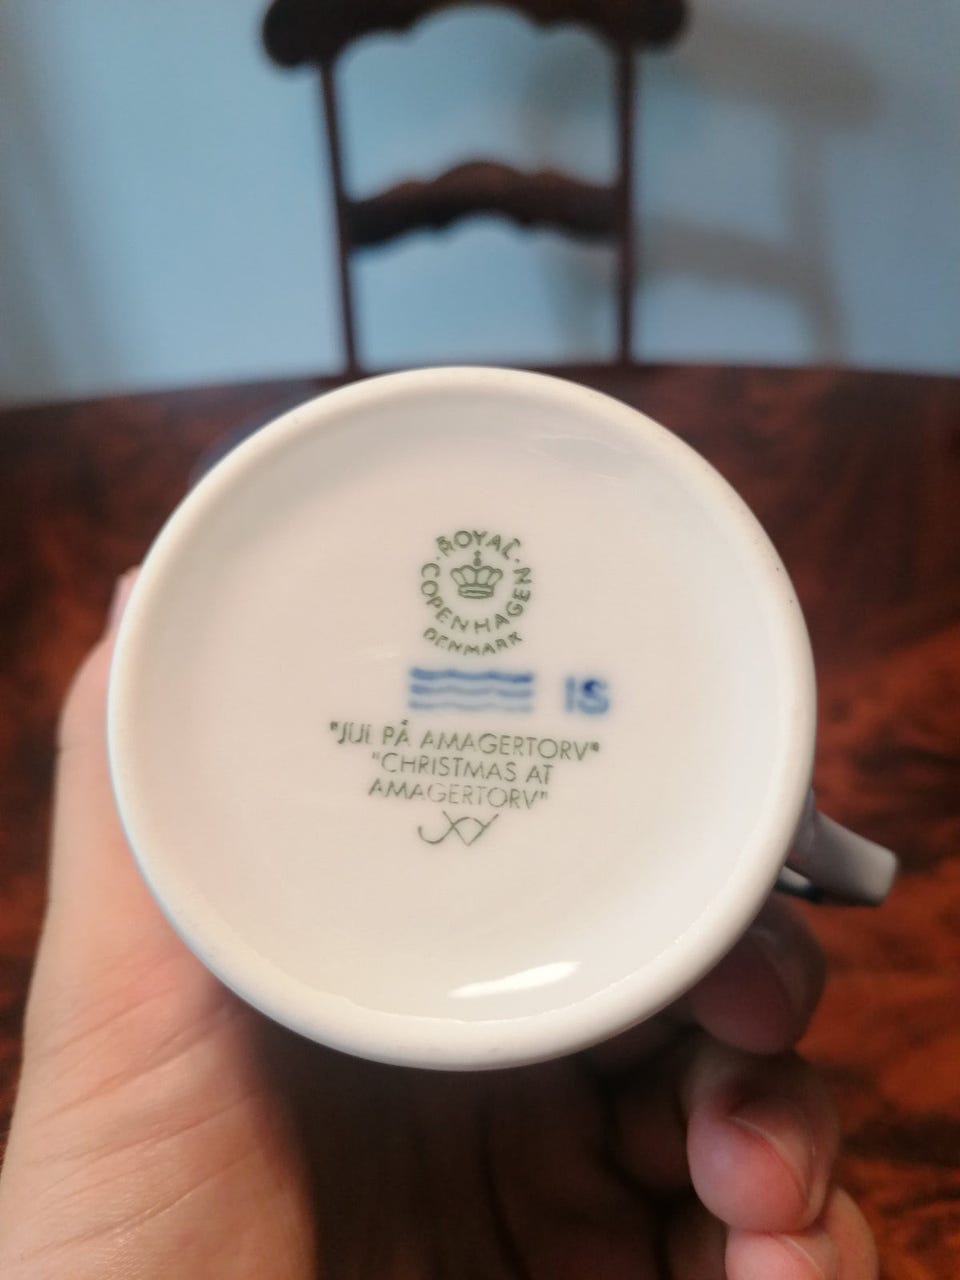 ROYAL
COPENHAGEN
DENMARK
IS
"JUL PÅ AMAGERTORV"
"CHRISTMAS AT
AMAGERTORV"